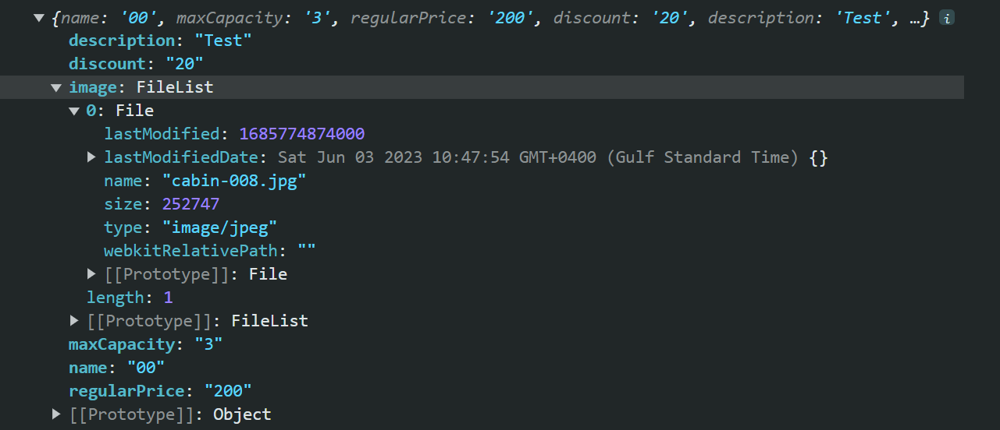 {name: '00', maxCapacity: '3', regularPrice: '200', discount: '20', description: 'Test', …} i
description: "Test"
discount: "20"
image: FileList
0: File
lastModified: 1685774874000
lastModifiedDate: Sat Jun 03 2023 10:47:54 GMT+0400 (Gulf Standard Time) {}
name: "cabin-008.jpg"
size: 252747
type: "image/jpeg"
webkitRelativePath: ""
[[Prototype]]: File
length: 1
[[Prototype]]: FileList
maxCapacity: "3"
name: "00"
regularPrice: "200"
[[Prototype]]: Object